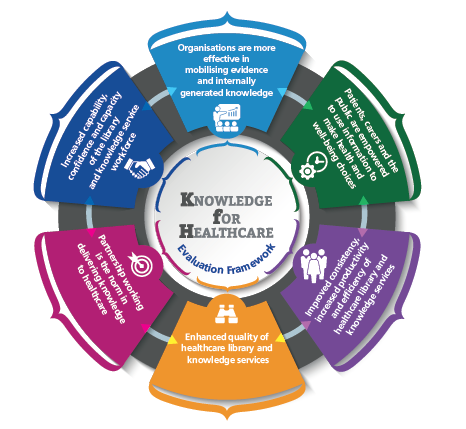 Organisations are more
effective in
mobilising evidence
and internally
generated knowledge
Patients, carers and the
public are empowered
to use information to
make health and
well-being choices
Improved consistency,
increased productivity
and efficiency of
healthcare library and
knowledge services
Enhanced quality of
healthcare library and
knowledge services
Partnership working
is the norm in
delivering knowledge
to healthcare
Increased capability,
confidence and capacity
of the library
and knowledge service
workforce
KNOWLEDGE
FOR
HEALTHCARE
Evaluation Framework